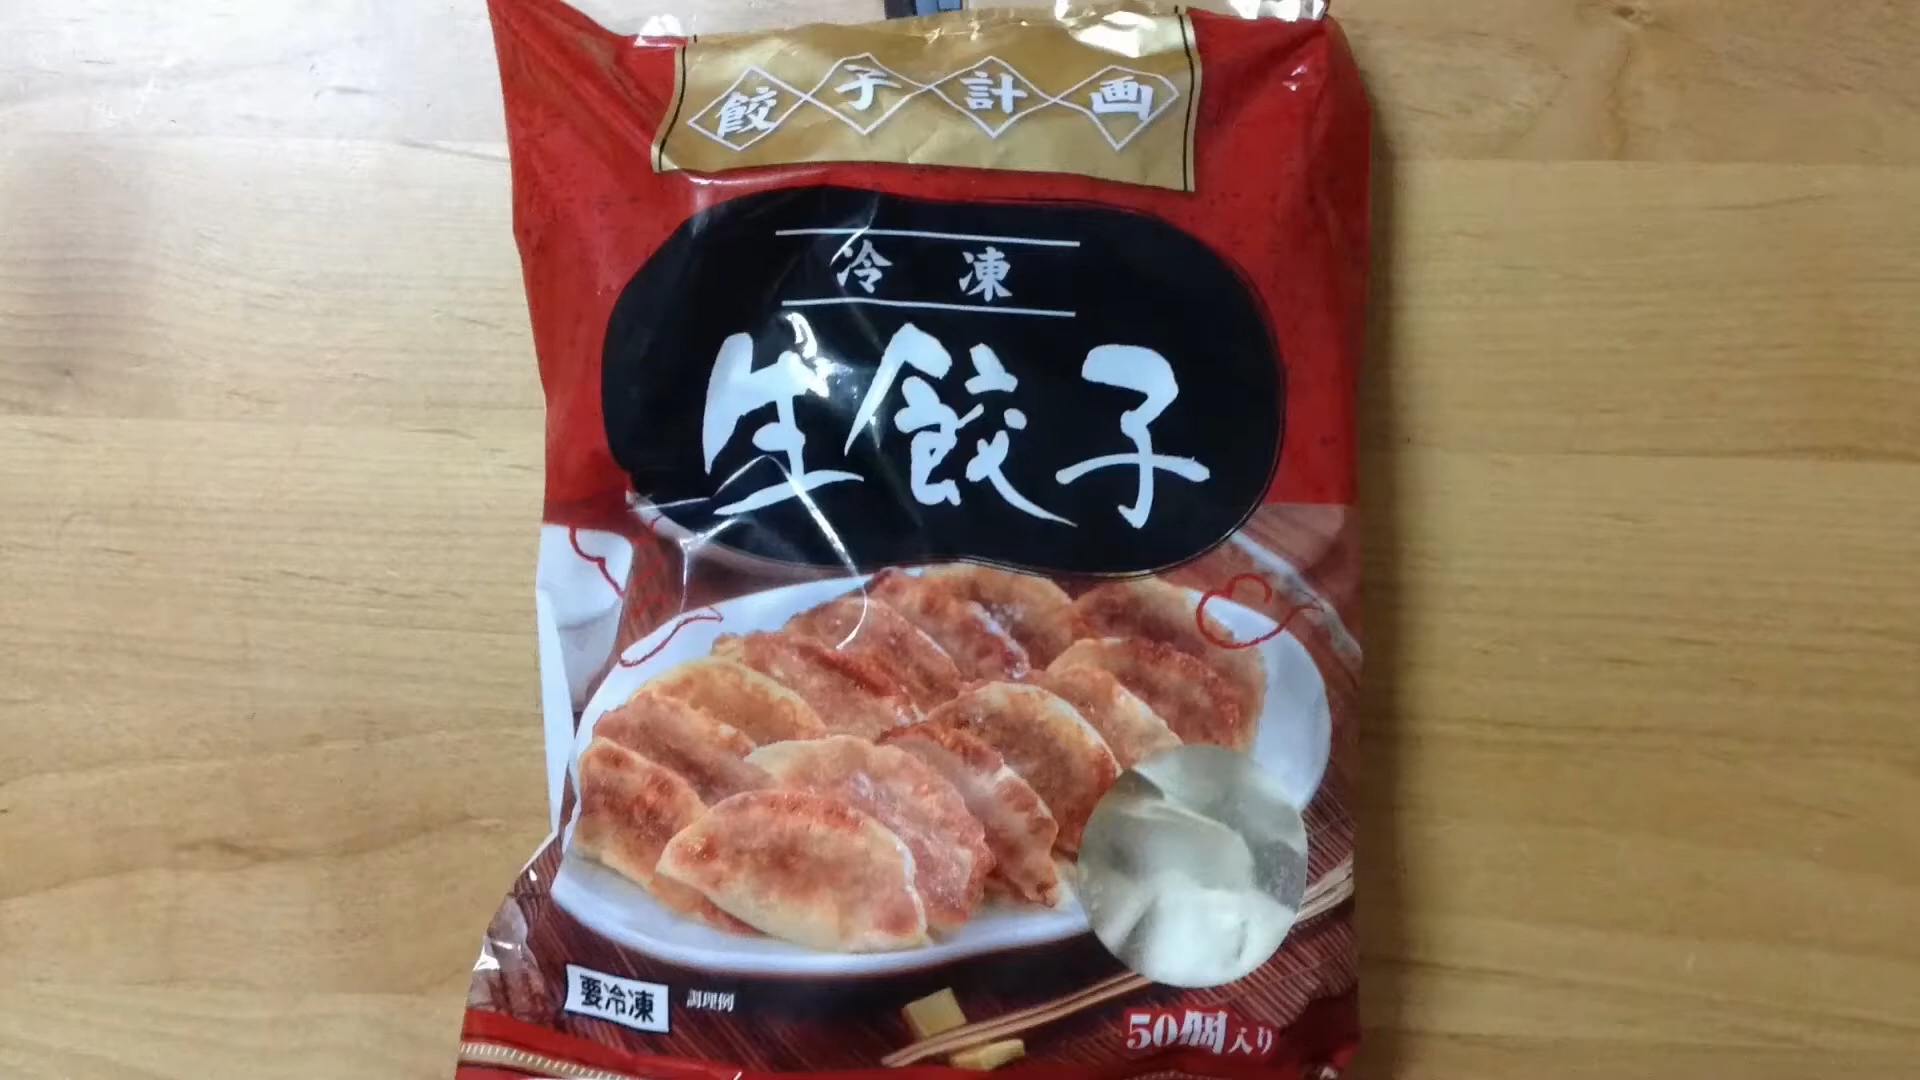 餃子計画
冷凍
生餃子
要冷凍
調理例
50個入り